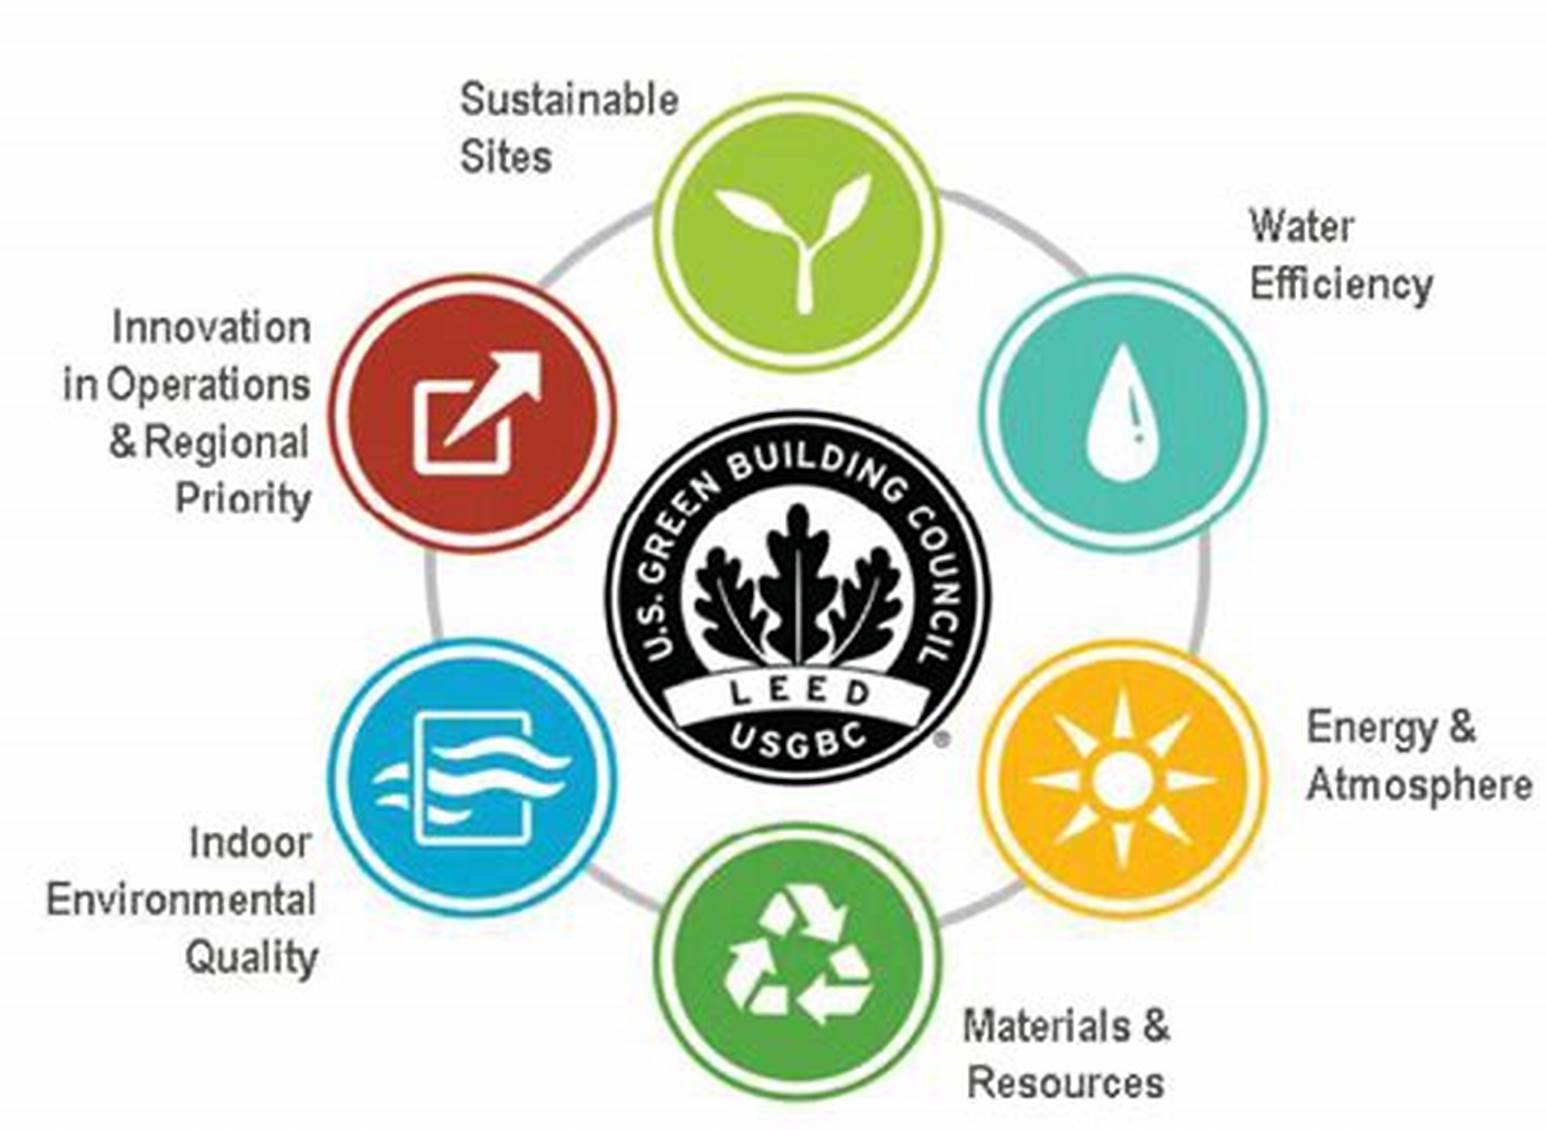 Sustainable
Sites
Water
Efficiency
Innovation
in Operations
& Regional
Priority
U.S. GREEN BUILDING COUNCIL
LEED
USGBC
®
Energy &
Atmosphere
Indoor
Environmental
Quality
Materials &
Resources